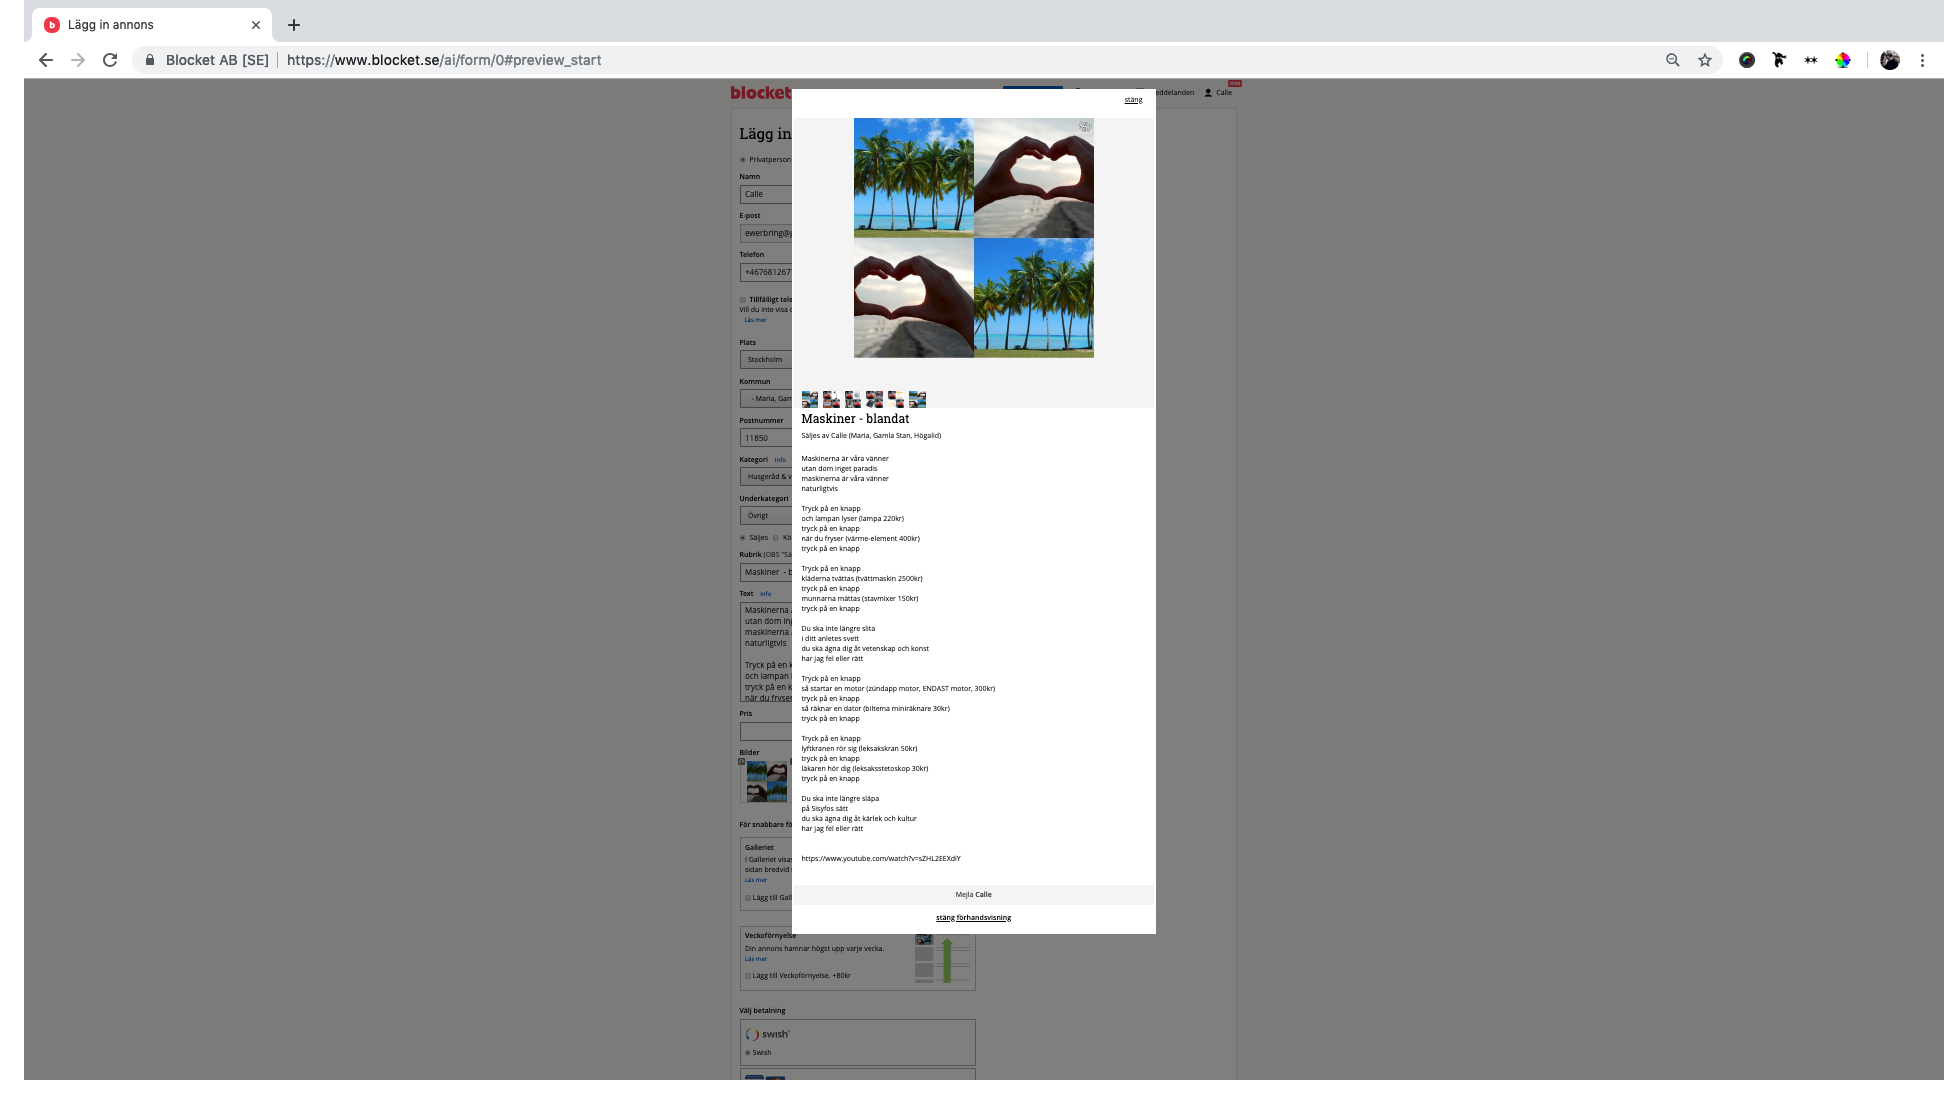 Lägg in annons
Blocket AB [SE]
https://www.blocket.se/ai/form/0#preview_start
blocket
eddelanden
Calle
stäng
Lägg in
Privatperson
Namn
Calle
E-post
ewerbring@
Telefon
+46768126
Tillfälligt tele
Vill du inte visa
Läs mer
Plats
Stockholm
Kommun
- Maria, Gam
Postnummer
11850
Kategori Info
Husgeråd & v
Underkategori
Övrigt
Säljes Kö
Rubrik (OBS "Sä
Maskiner - b
Text Info
Maskinerna
utan dom ing
maskinerna
naturligtvis
Tryck på en k
och lampan
tryck på en k
när du fryser
Pris
Bilder
För snabbare fö
Galleriet
I Galleriet visas
sidan bredvid
Läs mer
Lägg till Gall
Maskiner - blandat
Säljes av Calle (Maria, Gamla Stan, Högalid)
Maskinerna är våra vänner
utan dom inget paradis
maskinerna är våra vänner
naturligtvis
Tryck på en knapp
och lampan lyser (lampa 220kr)
tryck på en knapp
när du fryser (värme-element 400kr)
tryck på en knapp
Tryck på en knapp
kläderna tvättas (tvättmaskin 2500kr)
tryck på en knapp
munnarna mättas (stavmixer 150kr)
tryck på en knapp
Du ska inte längre slita
i ditt anletes svett
du ska ägna dig åt vetenskap och konst
har jag fel eller rätt
Tryck på en knapp
så startar en motor (zündapp motor, ENDAST motor, 300kr)
tryck på en knapp
så räknar en dator (biltema miniräknare 30kr)
tryck på en knapp
Tryck på en knapp
lyftkranen rör sig (leksakskran 50kr)
tryck på en knapp
läkaren hör dig (leksaksstetoskop 30kr)
tryck på en knapp
Du ska inte längre släpa
på Sisyfos sätt
du ska ägna dig åt kärlek och kultur
har jag fel eller rätt
https://www.youtube.com/watch?v=sZHL2EEXdiY
Mejla Calle
stäng förhandsvisning
Veckoförnyelse
Din annons hamnar högst upp varje vecka.
Läs mer
Lägg till Veckoförnyelse. +80kr
Välj betalning
swish
Swish